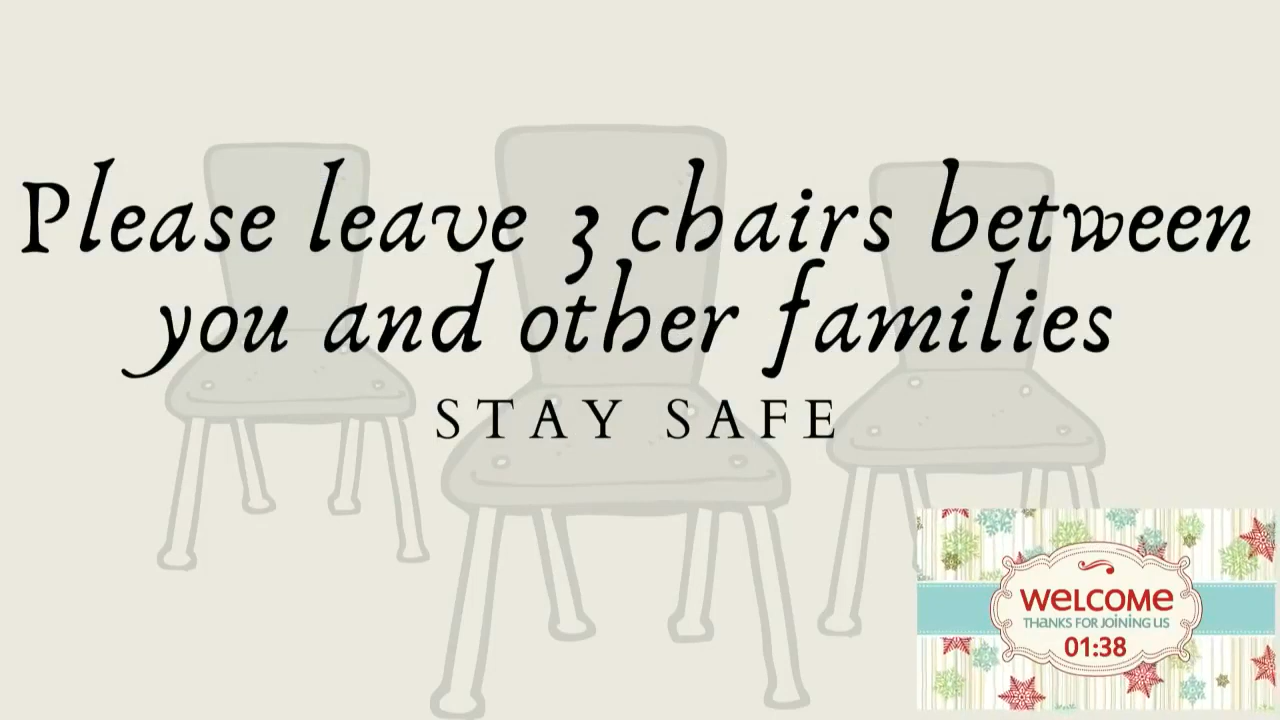 Please leave 3 chairs between
you and other families
STAY SAFE
WELCOME
THANKS FOR JOINING US
01:38